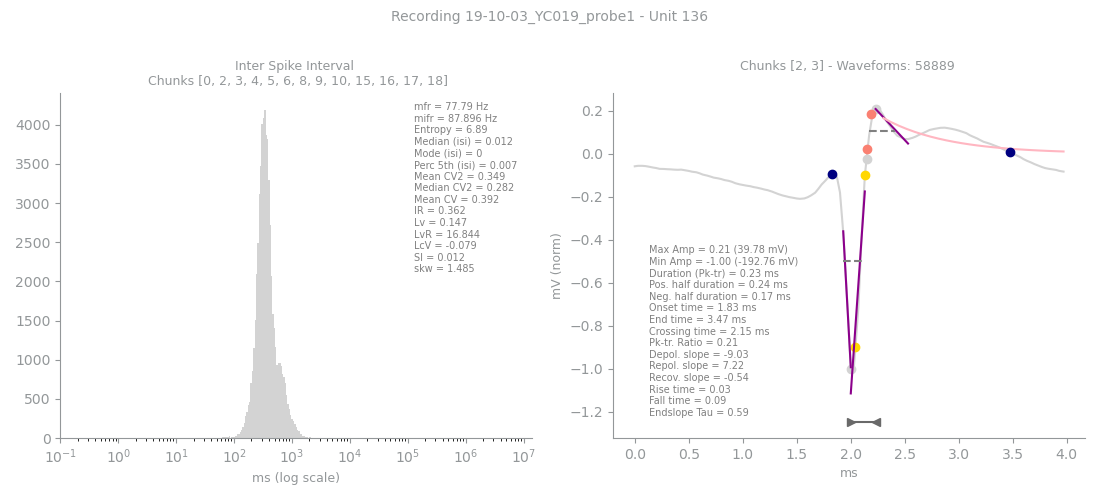 Recording 19-10-03_YC019_probe1 - Unit 136
Inter Spike Interval
Chunks [0, 2, 3, 4, 5, 6, 8, 9, 10, 15, 16, 17, 18]
4000
3500
3000
2500
2000
1500
1000
500
0
mfr = 77.79 Hz
mifr = 87.896 Hz
Entropy = 6.89
Median (isi) = 0.012
Mode (isi) = 0
Perc 5th (isi) = 0.007
Mean CV2 = 0.349
Median CV2 = 0.282
Mean CV = 0.392
IR = 0.362
Lv = 0.147
LvR = 16.844
LcV = -0.079
SI = 0.012
skw = 1.485
10⁻¹ 10⁰ 10¹ 10² 10³ 10⁴ 10⁵ 10⁶ 10⁷
ms (log scale)
Chunks [2, 3] - Waveforms: 58889
mV (norm)
0.2
0.0
−0.2
−0.4
−0.6
−0.8
−1.0
−1.2
Max Amp = 0.21 (39.78 mV)
Min Amp = -1.00 (-192.76 mV)
Duration (Pk-tr) = 0.23 ms
Pos. half duration = 0.24 ms
Neg. half duration = 0.17 ms
Onset time = 1.83 ms
End time = 3.47 ms
Crossing time = 2.15 ms
Pk-tr. Ratio = 0.21
Depol. slope = -9.03
Repol. slope = 7.22
Recov. slope = -0.54
Rise time = 0.03
Fall time = 0.09
Endslope Tau = 0.59
0.0 0.5 1.0 1.5 2.0 2.5 3.0 3.5 4.0
ms